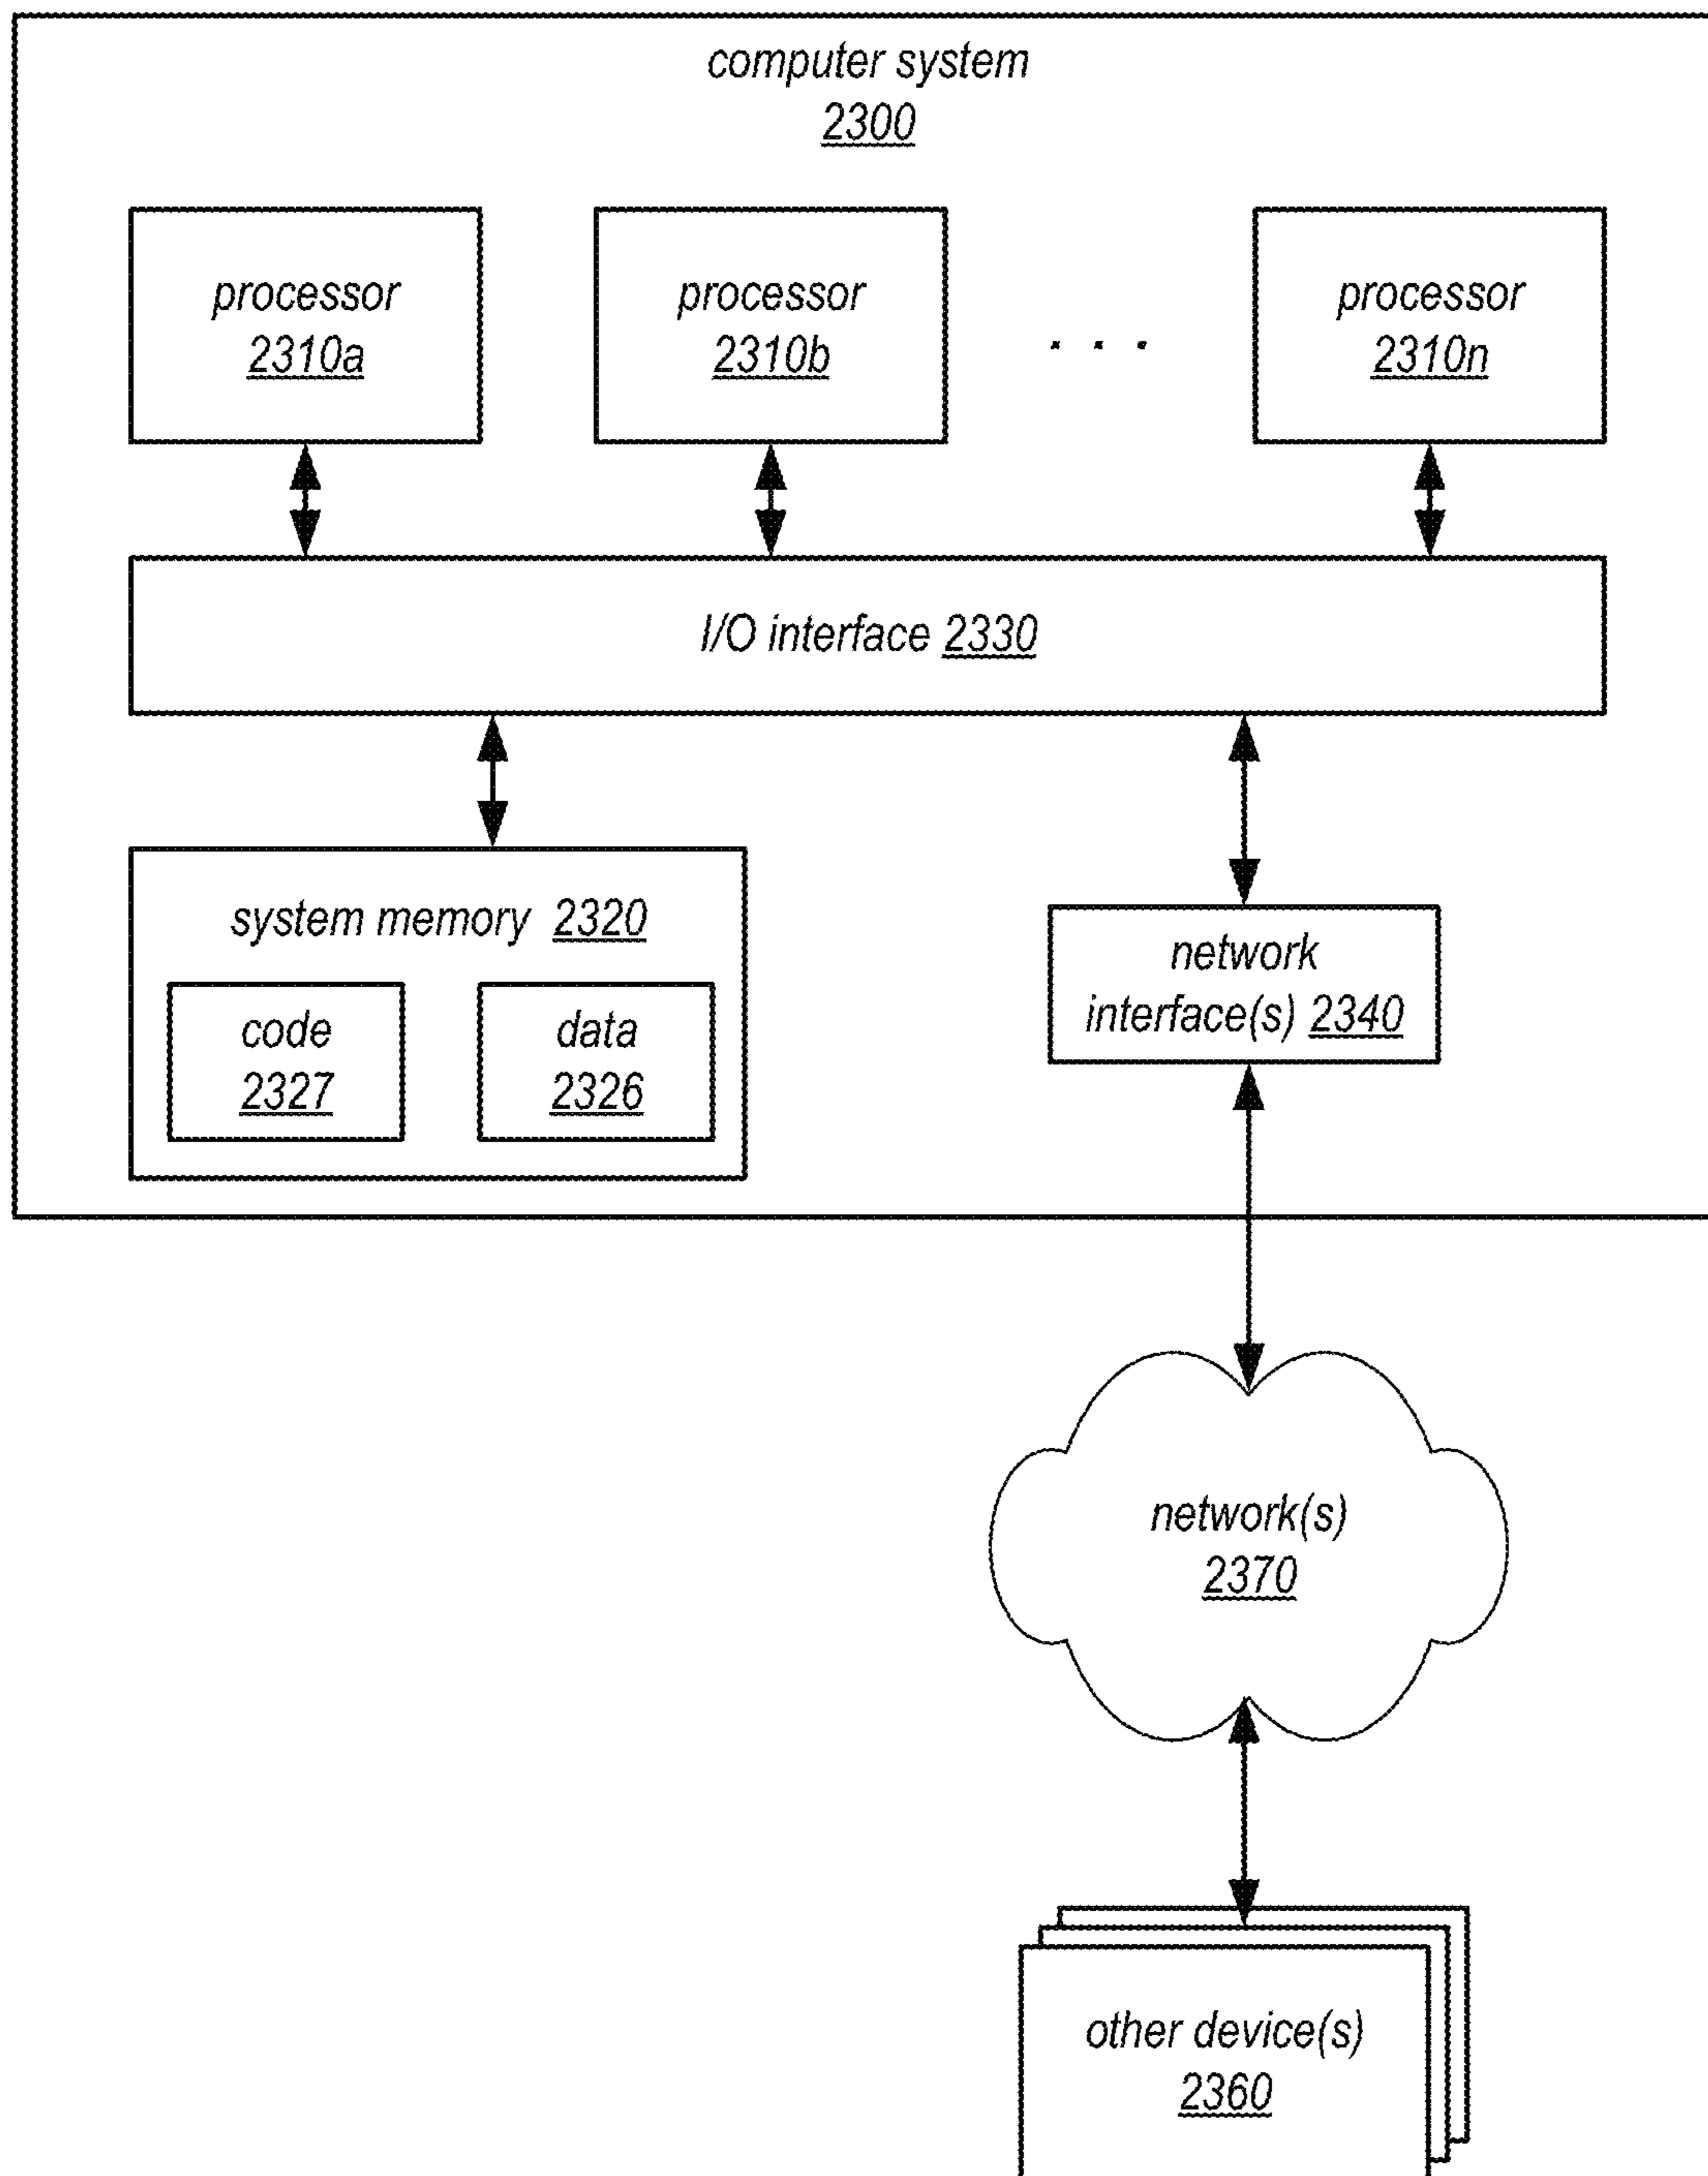 computer system
2300
processor
2310a
processor
2310b
. . .
processor
2310n
I/O interface 2330
system memory 2320
code
2327
data
2326
network
interface(s) 2340
network(s)
2370
other device(s)
2360